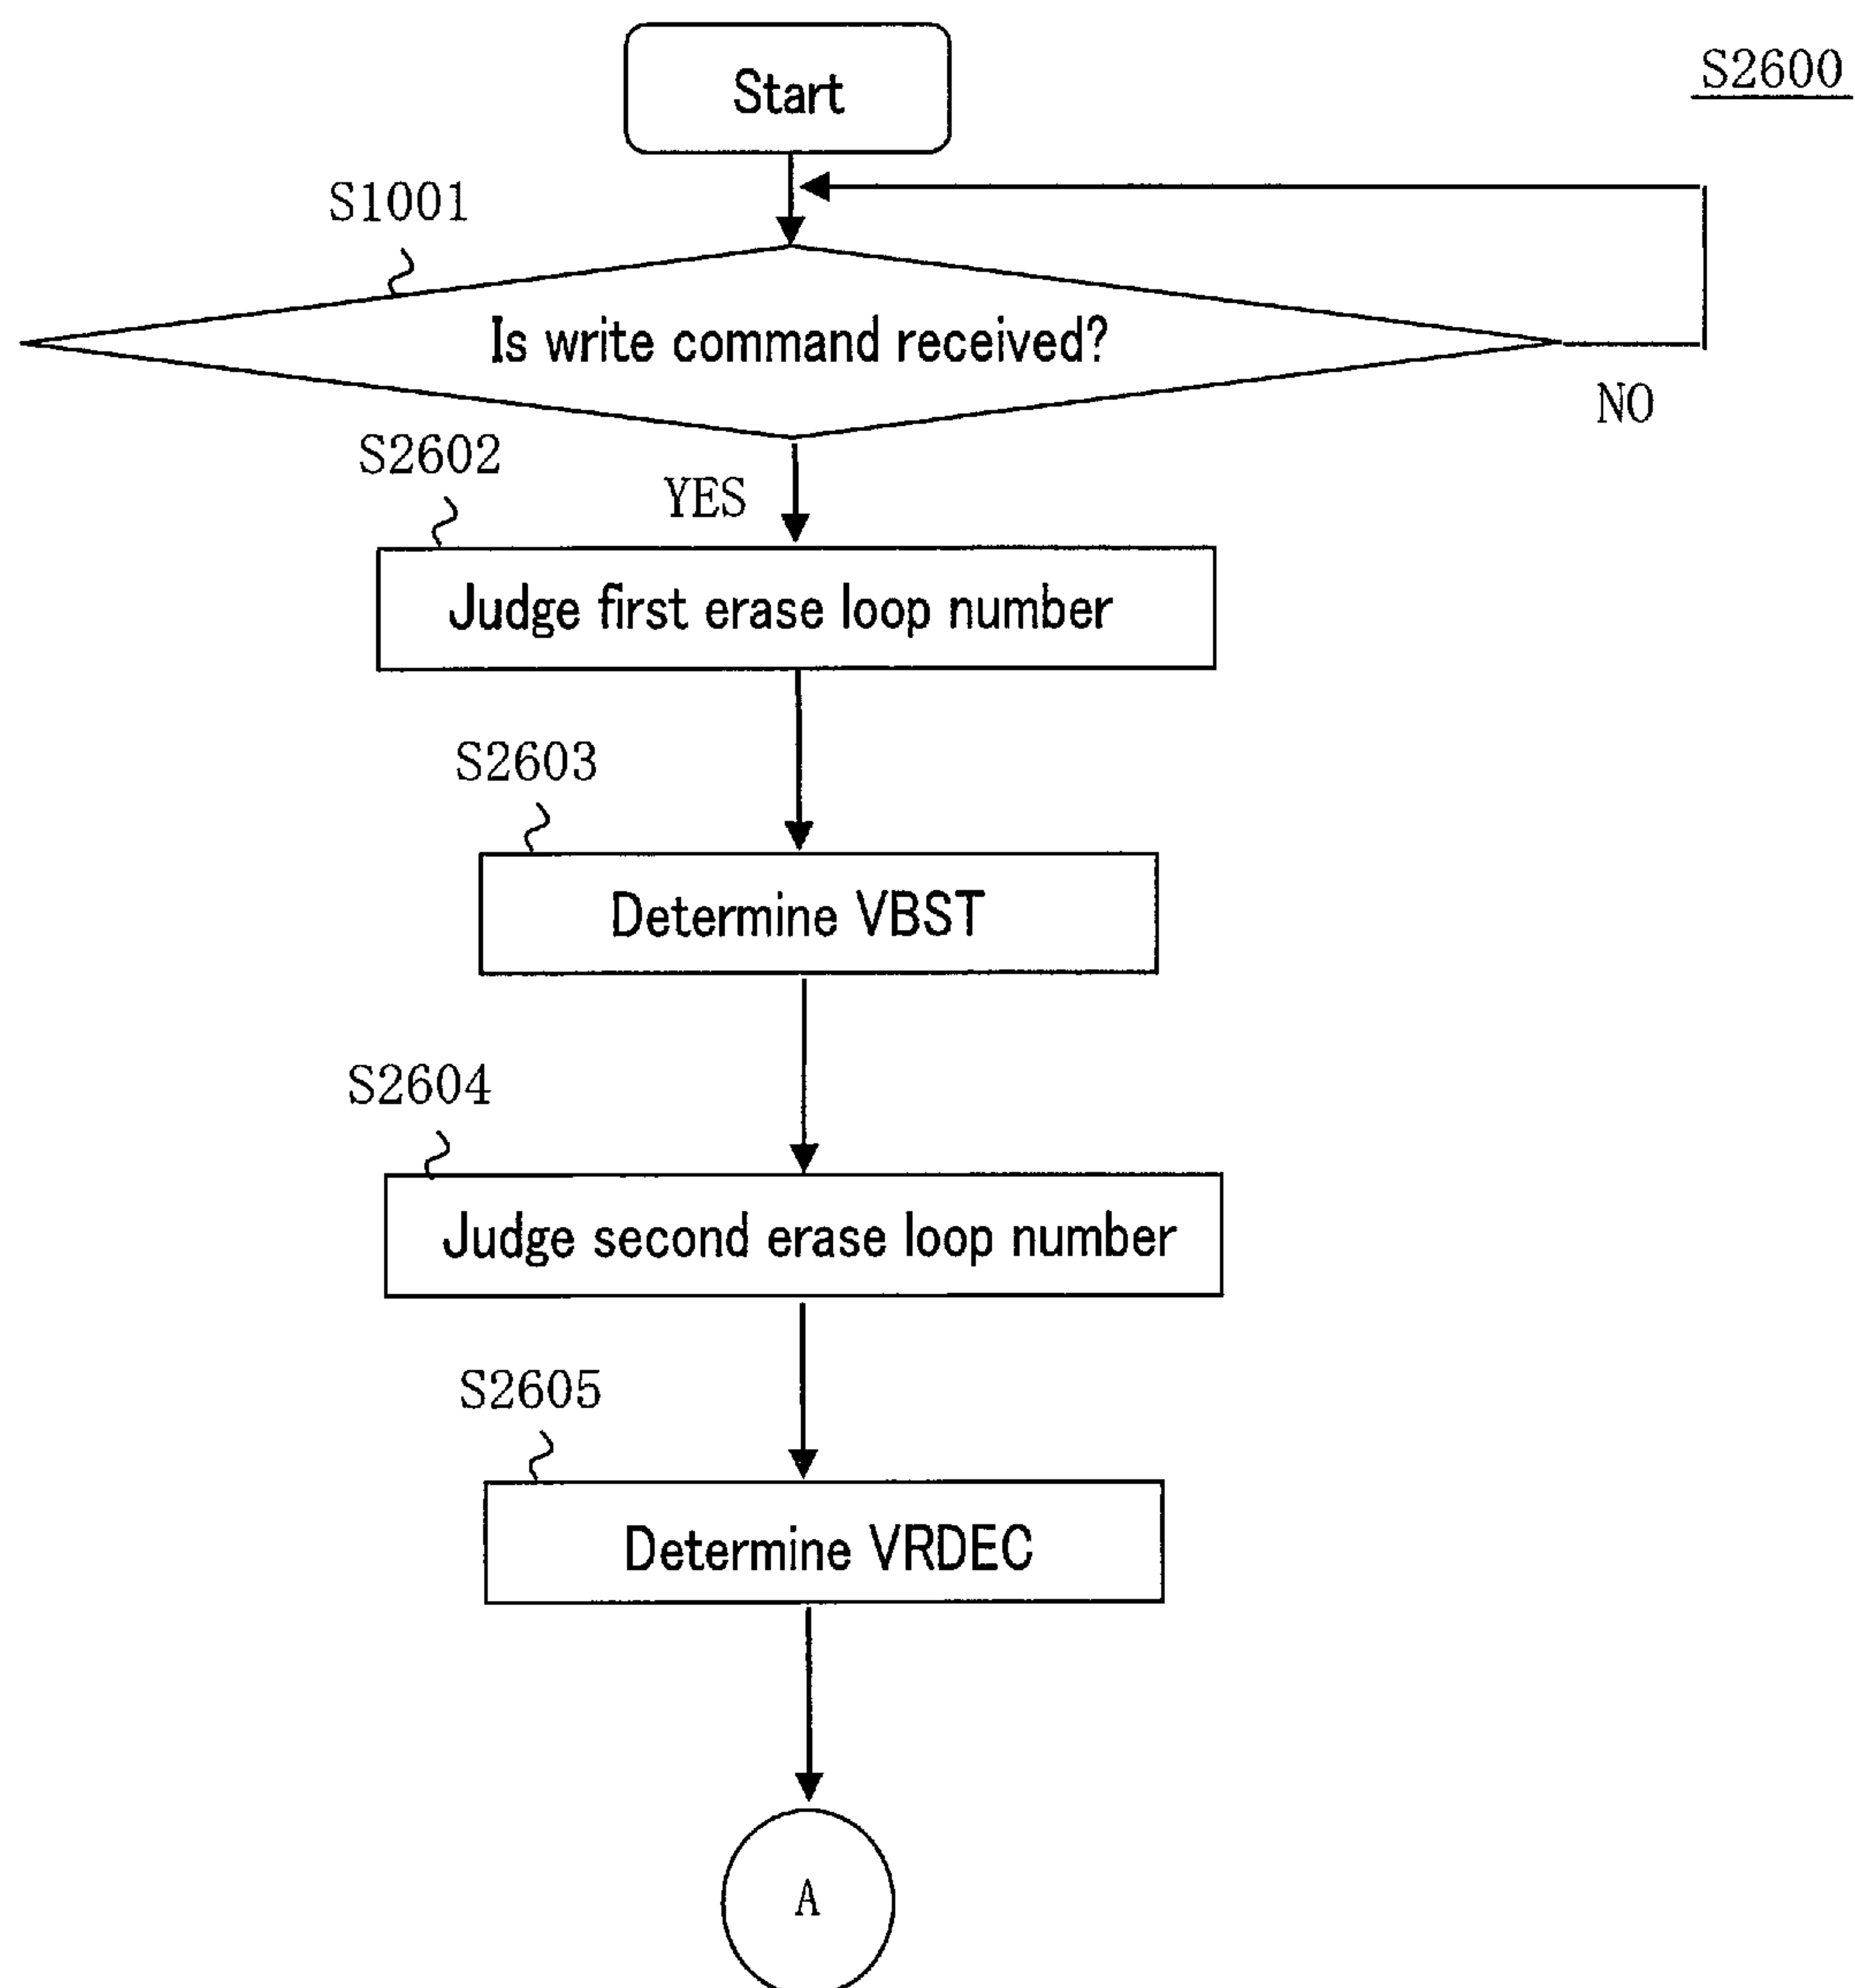 Start
S2600
S1001
Is write command received?
NO
S2602
YES
Judge first erase loop number
S2603
Determine VBST
S2604
Judge second erase loop number
S2605
Determine VRDEC
A